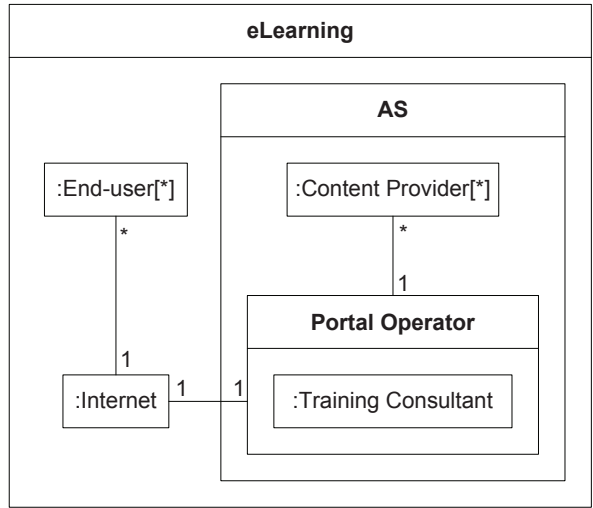 eLearning
AS
:End-user[*]
:Content Provider[*]
*
*
1
Portal Operator
1
:Internet
1
1
:Training Consultant